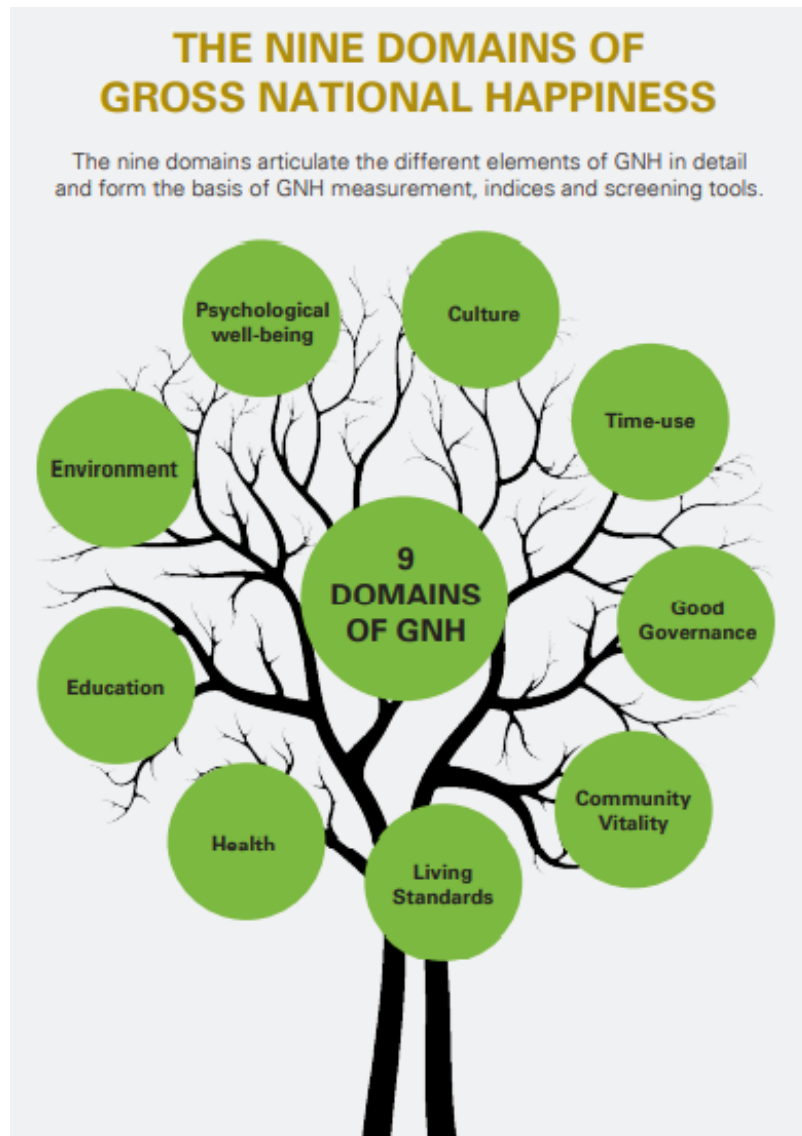 THE NINE DOMAINS OF
GROSS NATIONAL HAPPINESS
The nine domains articulate the different elements of GNH in detail
and form the basis of GNH measurement, indices and screening tools.
Psychological
well-being
Culture
Time-use
Environment
9
DOMAINS
OF GNH
Good
Governance
Education
Community
Vitality
Health
Living
Standards